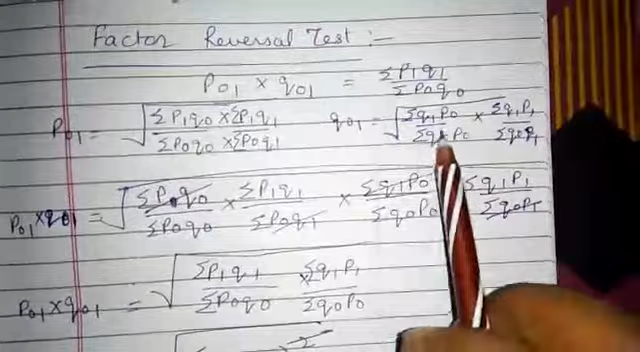 Factor Reversal Test :-
P01 × q01 = ΣP1q1 / ΣP0q0
P01 = √(ΣP1q0 × ΣP1q1 / ΣP0q0 × ΣP0q1) q01 = √(Σq1P0 / Σq0P0 × Σq1P1 / Σq0P1)
P01 × q01 = √(ΣP1q0 / ΣP0q0 × ΣP1q1 / ΣP0q1 × Σq1P0 / Σq0P0 Σq1P1 / Σq0P1)
P01 × q01 = √(ΣP1q1 / ΣP0q0 × Σq1P1 / Σq0P0)